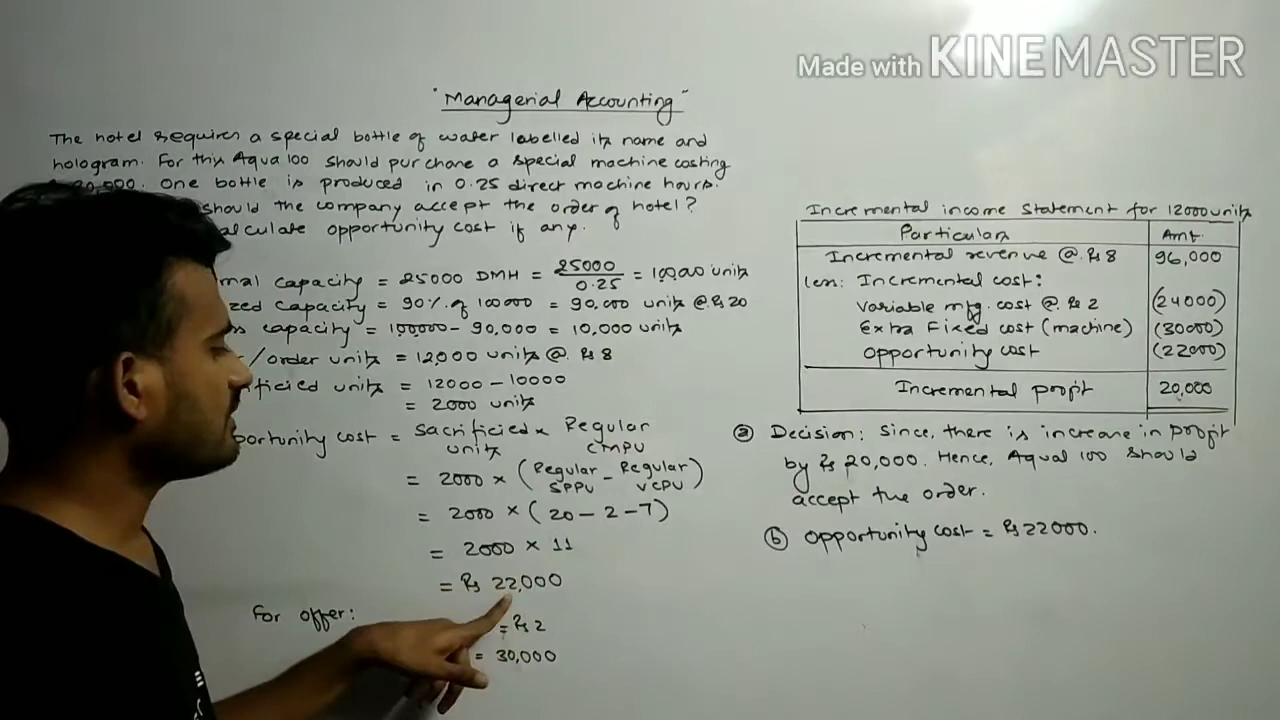 Made with KINEMASTER
"Managerial Accounting"
The hotel requires a special bottle of water labelled its name and
hologram. For this Aqua 100 should purchase a special machine costing
One bottle is produced in 0.25 direct machine hours.
should the company accept the order of hotel?
alculate opportunity cost if any.
mal capacity = 25000 DMH = 25000/0.25 = 100000 units
zed capacity = 90% of 100000 = 90,000 units @ Rs 20
s capacity = 100000 - 90,000 = 10,000 units
/order units = 12,000 units @ Rs 8
ificied units = 12000 - 10000
= 2000 units
portunity cost = sacrificied units × Regular CMPU
= 2000 × (Regular SPPU - Regular VCPU)
= 2000 × (20 - 2 - 7)
= 2000 × 11
= Rs 22,000
For offer:
= Rs 2
= 30,000
Incremental income statement for 12000 units
Particulars Amt.
Incremental revenue @ Rs 8 96,000
less: Incremental cost:
Variable mfg. cost @ Rs 2 (24000)
Extra Fixed cost (machine) (30000)
Opportunity cost (22000)
Incremental profit 20,000
(a) Decision: Since, there is increase in profit
by Rs 20,000. Hence, Aqua 100 should
accept the order.
(b) Opportunity cost = Rs 22000.